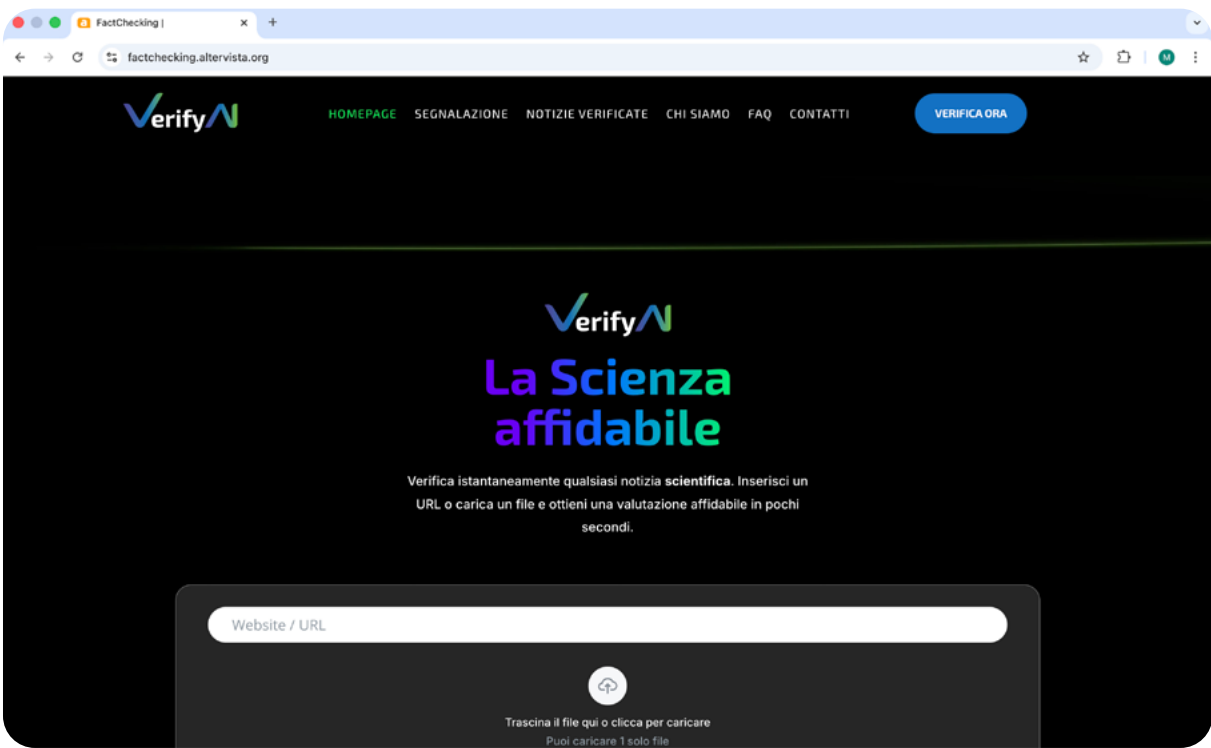 FactChecking |
factchecking.altervista.org
M
VerifyAI
HOMEPAGE SEGNALAZIONE NOTIZIE VERIFICATE CHI SIAMO FAQ CONTATTI
VERIFICA ORA
VerifyAI
La Scienza
affidabile
Verifica istantaneamente qualsiasi notizia scientifica. Inserisci un
URL o carica un file e ottieni una valutazione affidabile in pochi
secondi.
Website / URL
Trascina il file qui o clicca per caricare
Puoi caricare 1 solo file